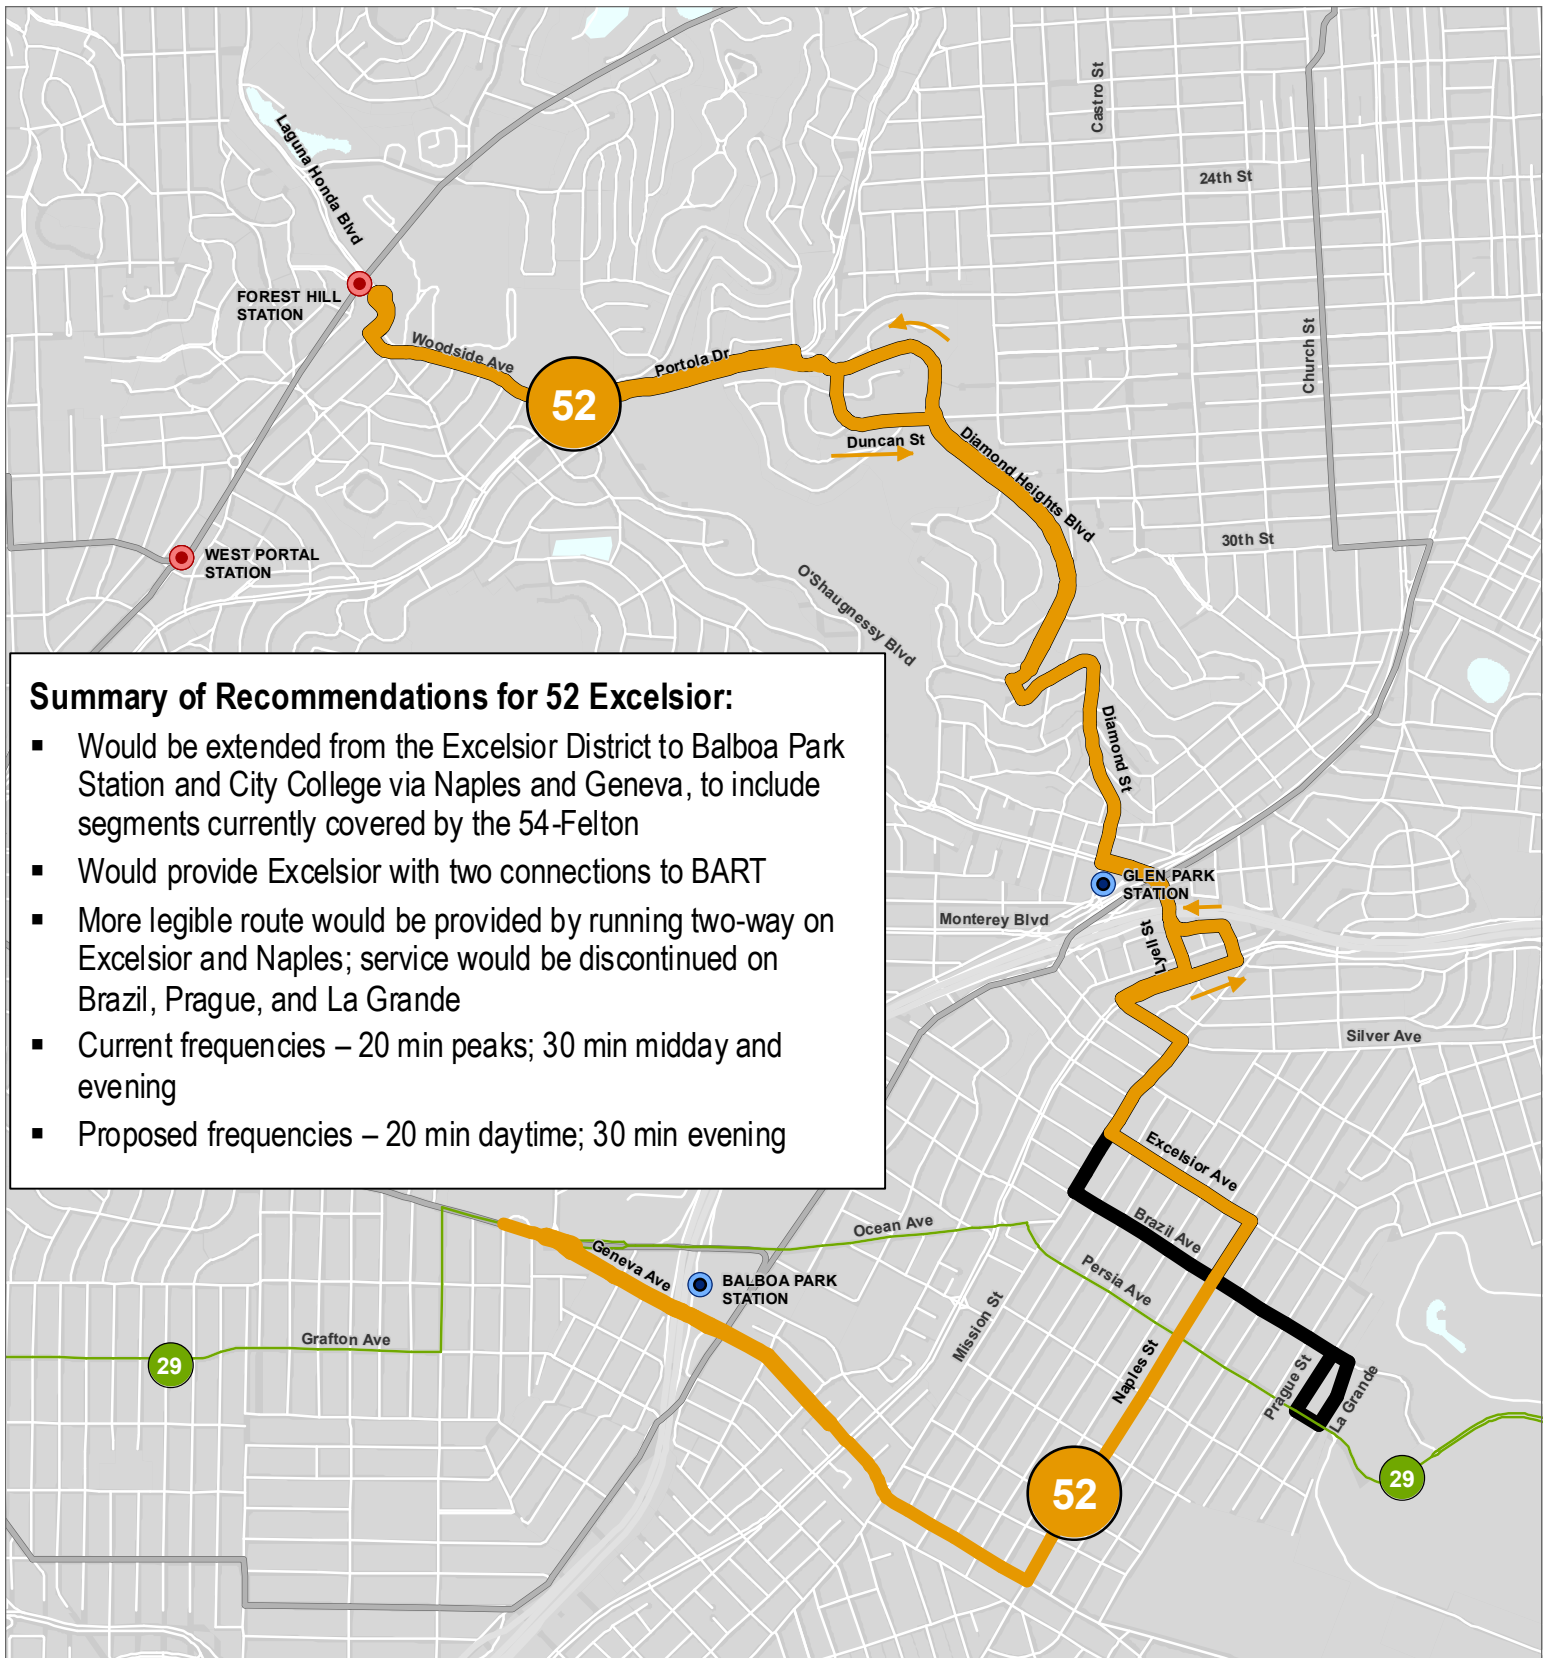 Castro St
24th St
Laguna Honda Blvd
FOREST HILL
STATION
Church St
Woodside Ave
Portola Dr
52
Duncan St
Diamond Heights Blvd
30th St
WEST PORTAL
STATION
O'Shaugnessy Blvd
Summary of Recommendations for 52 Excelsior:
▪ Would be extended from the Excelsior District to Balboa Park
Station and City College via Naples and Geneva, to include
segments currently covered by the 54-Felton
▪ Would provide Excelsior with two connections to BART
▪ More legible route would be provided by running two-way on
Excelsior and Naples; service would be discontinued on
Brazil, Prague, and La Grande
▪ Current frequencies – 20 min peaks; 30 min midday and
evening
▪ Proposed frequencies – 20 min daytime; 30 min evening
Diamond St
GLEN PARK
STATION
Monterey Blvd
Lyell St
Silver Ave
Excelsior Ave
Brazil Ave
Ocean Ave
Persia Ave
Geneva Ave
BALBOA PARK
STATION
Mission St
Grafton Ave
29
Naples St
Prague St
La Grande
29
52